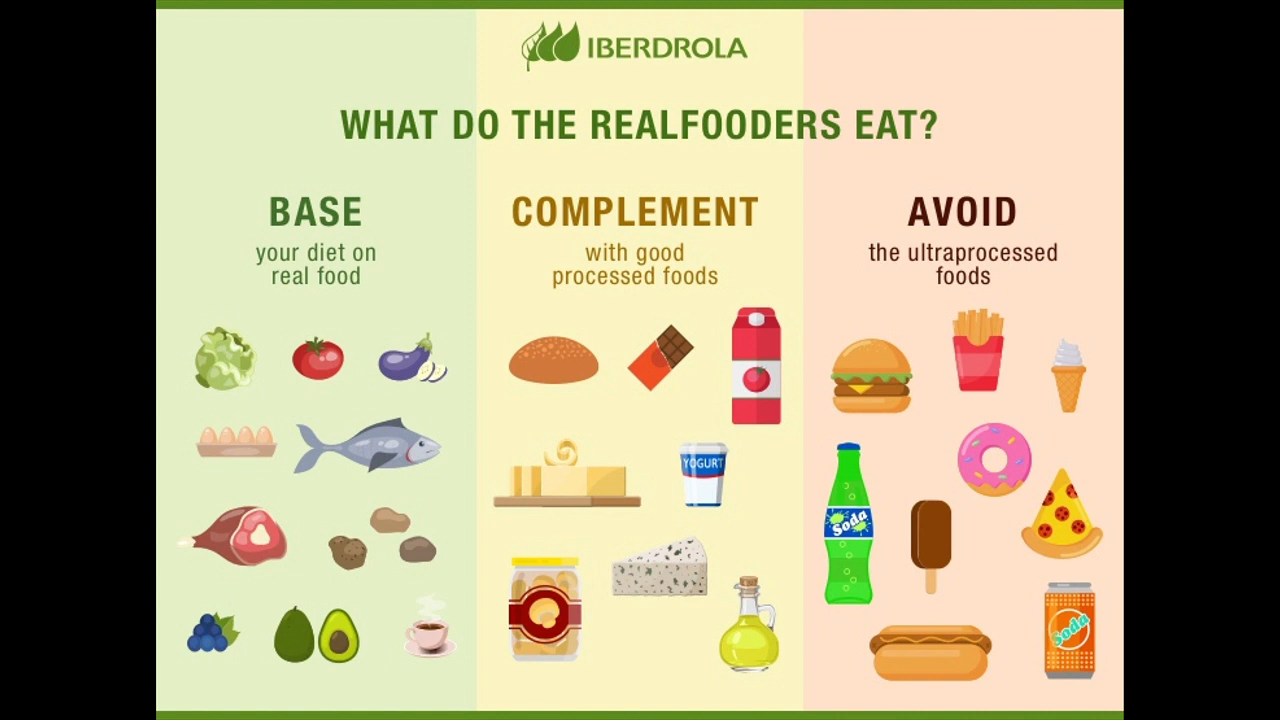 IBERDROLA
WHAT DO THE REALFOODERS EAT?
BASE
your diet on
real food
COMPLEMENT
with good
processed foods
AVOID
the ultraprocessed
foods
YOGURT
Soda
Soda